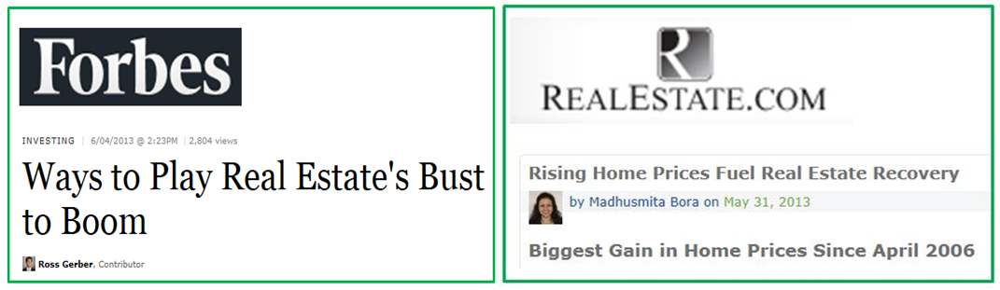 Forbes
INVESTING | 6/04/2013 @ 2:23PM | 2,804 views
Ways to Play Real Estate's Bust
to Boom
Ross Gerber, Contributor
R
REALESTATE.COM
Rising Home Prices Fuel Real Estate Recovery
by Madhusmita Bora on May 31, 2013
Biggest Gain in Home Prices Since April 2006